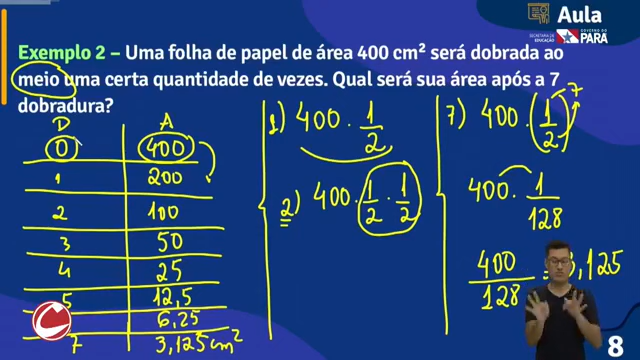 SECRETARIA DE EDUCAÇÃO
GOVERNO DO PARÁ
Aula
Exemplo 2 – Uma folha de papel de área 400 cm² será dobrada ao
meio uma certa quantidade de vezes. Qual será sua área após a 7
dobradura?
D A
0 400
1 200
2 100
3 50
4 25
5 12,5
6,25
7 3,125 cm²
1) 400 · 1/2
2) 400 · 1/2 · 1/2
7) 400 · (1/2)⁷
400 · 1/128
400/128 = 3,125
8